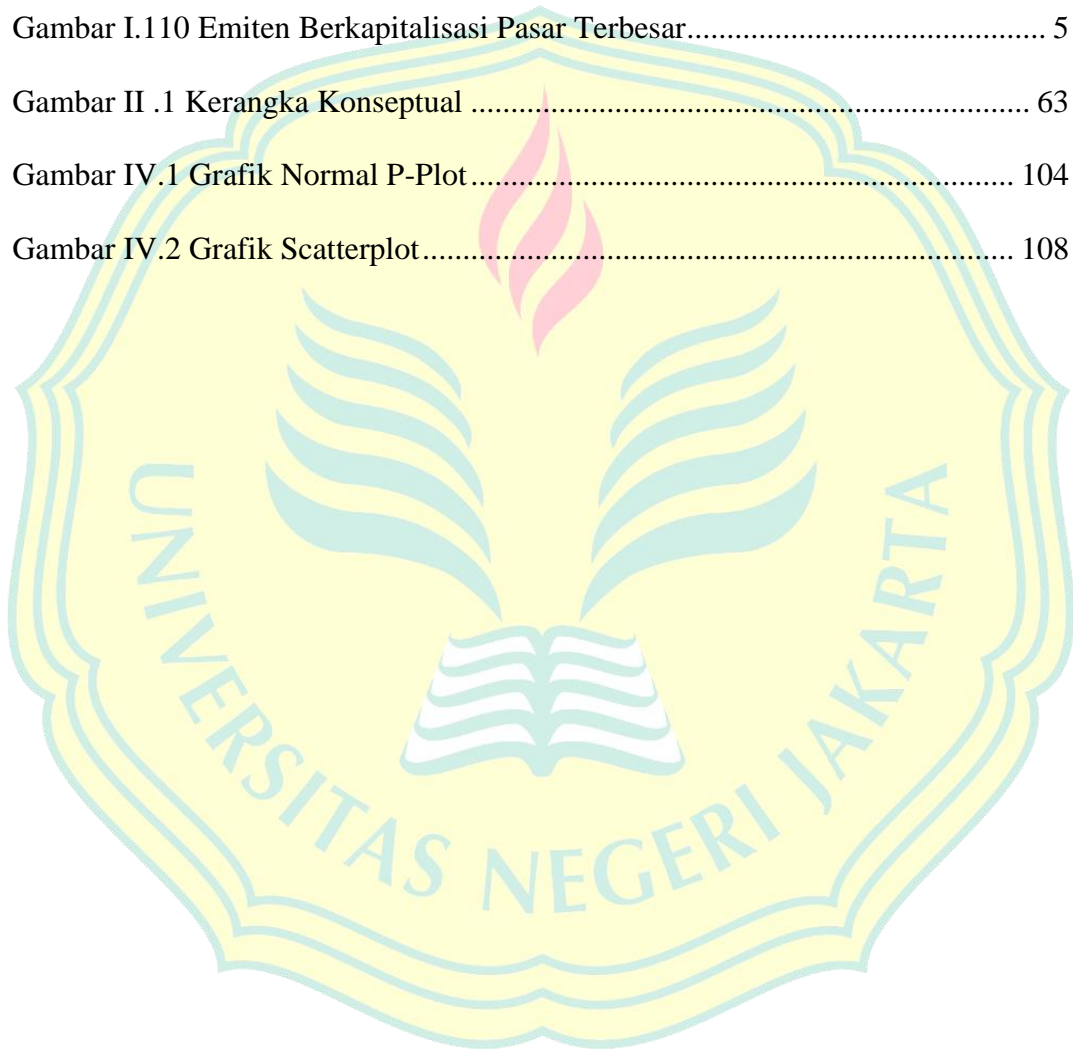 Gambar I.110 Emiten Berkapitalisasi Pasar Terbesar............................................. 5
Gambar II .1 Kerangka Konseptual ...................................................................... 63
Gambar IV.1 Grafik Normal P-Plot..................................................................... 104
Gambar IV.2 Grafik Scatterplot........................................................................... 108
UNIVERSITAS NEGERI JAKARTA